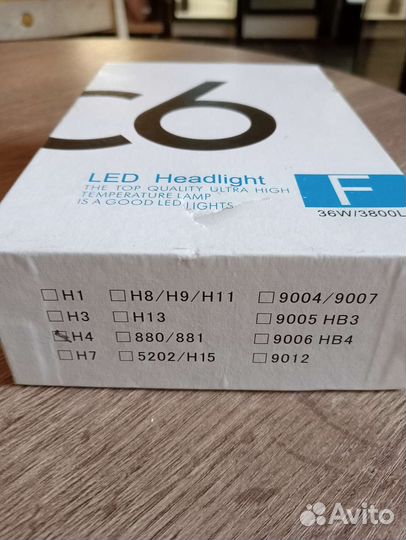 C6
LED Headlight
THE TOP QUALITY ULTRA HIGH
TEMPERATURE LAMP
IS A GOOD LED LIGHTS.
F
36W/3800L
H1 H8/H9/H11 9004/9007
H3 H13 9005 HB3
H4 880/881 9006 HB4
H7 5202/H15 9012
Avito